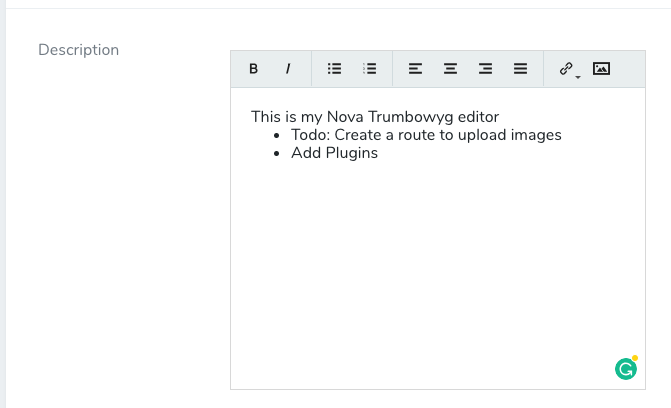 Description
B I
This is my Nova Trumbowyg editor
• Todo: Create a route to upload images
• Add Plugins